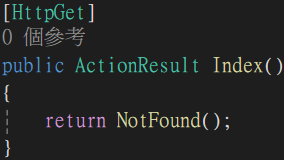 [HttpGet]
0 個參考
public ActionResult Index()
{
    return NotFound();
}